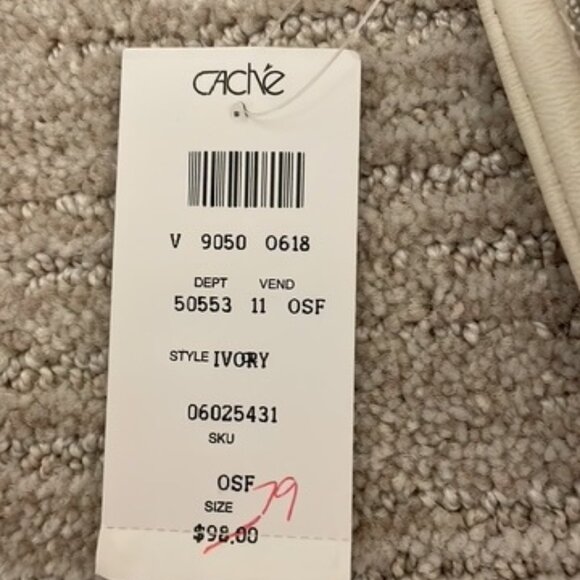 CACHÉ
V 9050 0618
DEPT VEND
50553 11 OSF
STYLE IVORY
06025431
SKU
OSF
SIZE
79
$98.00